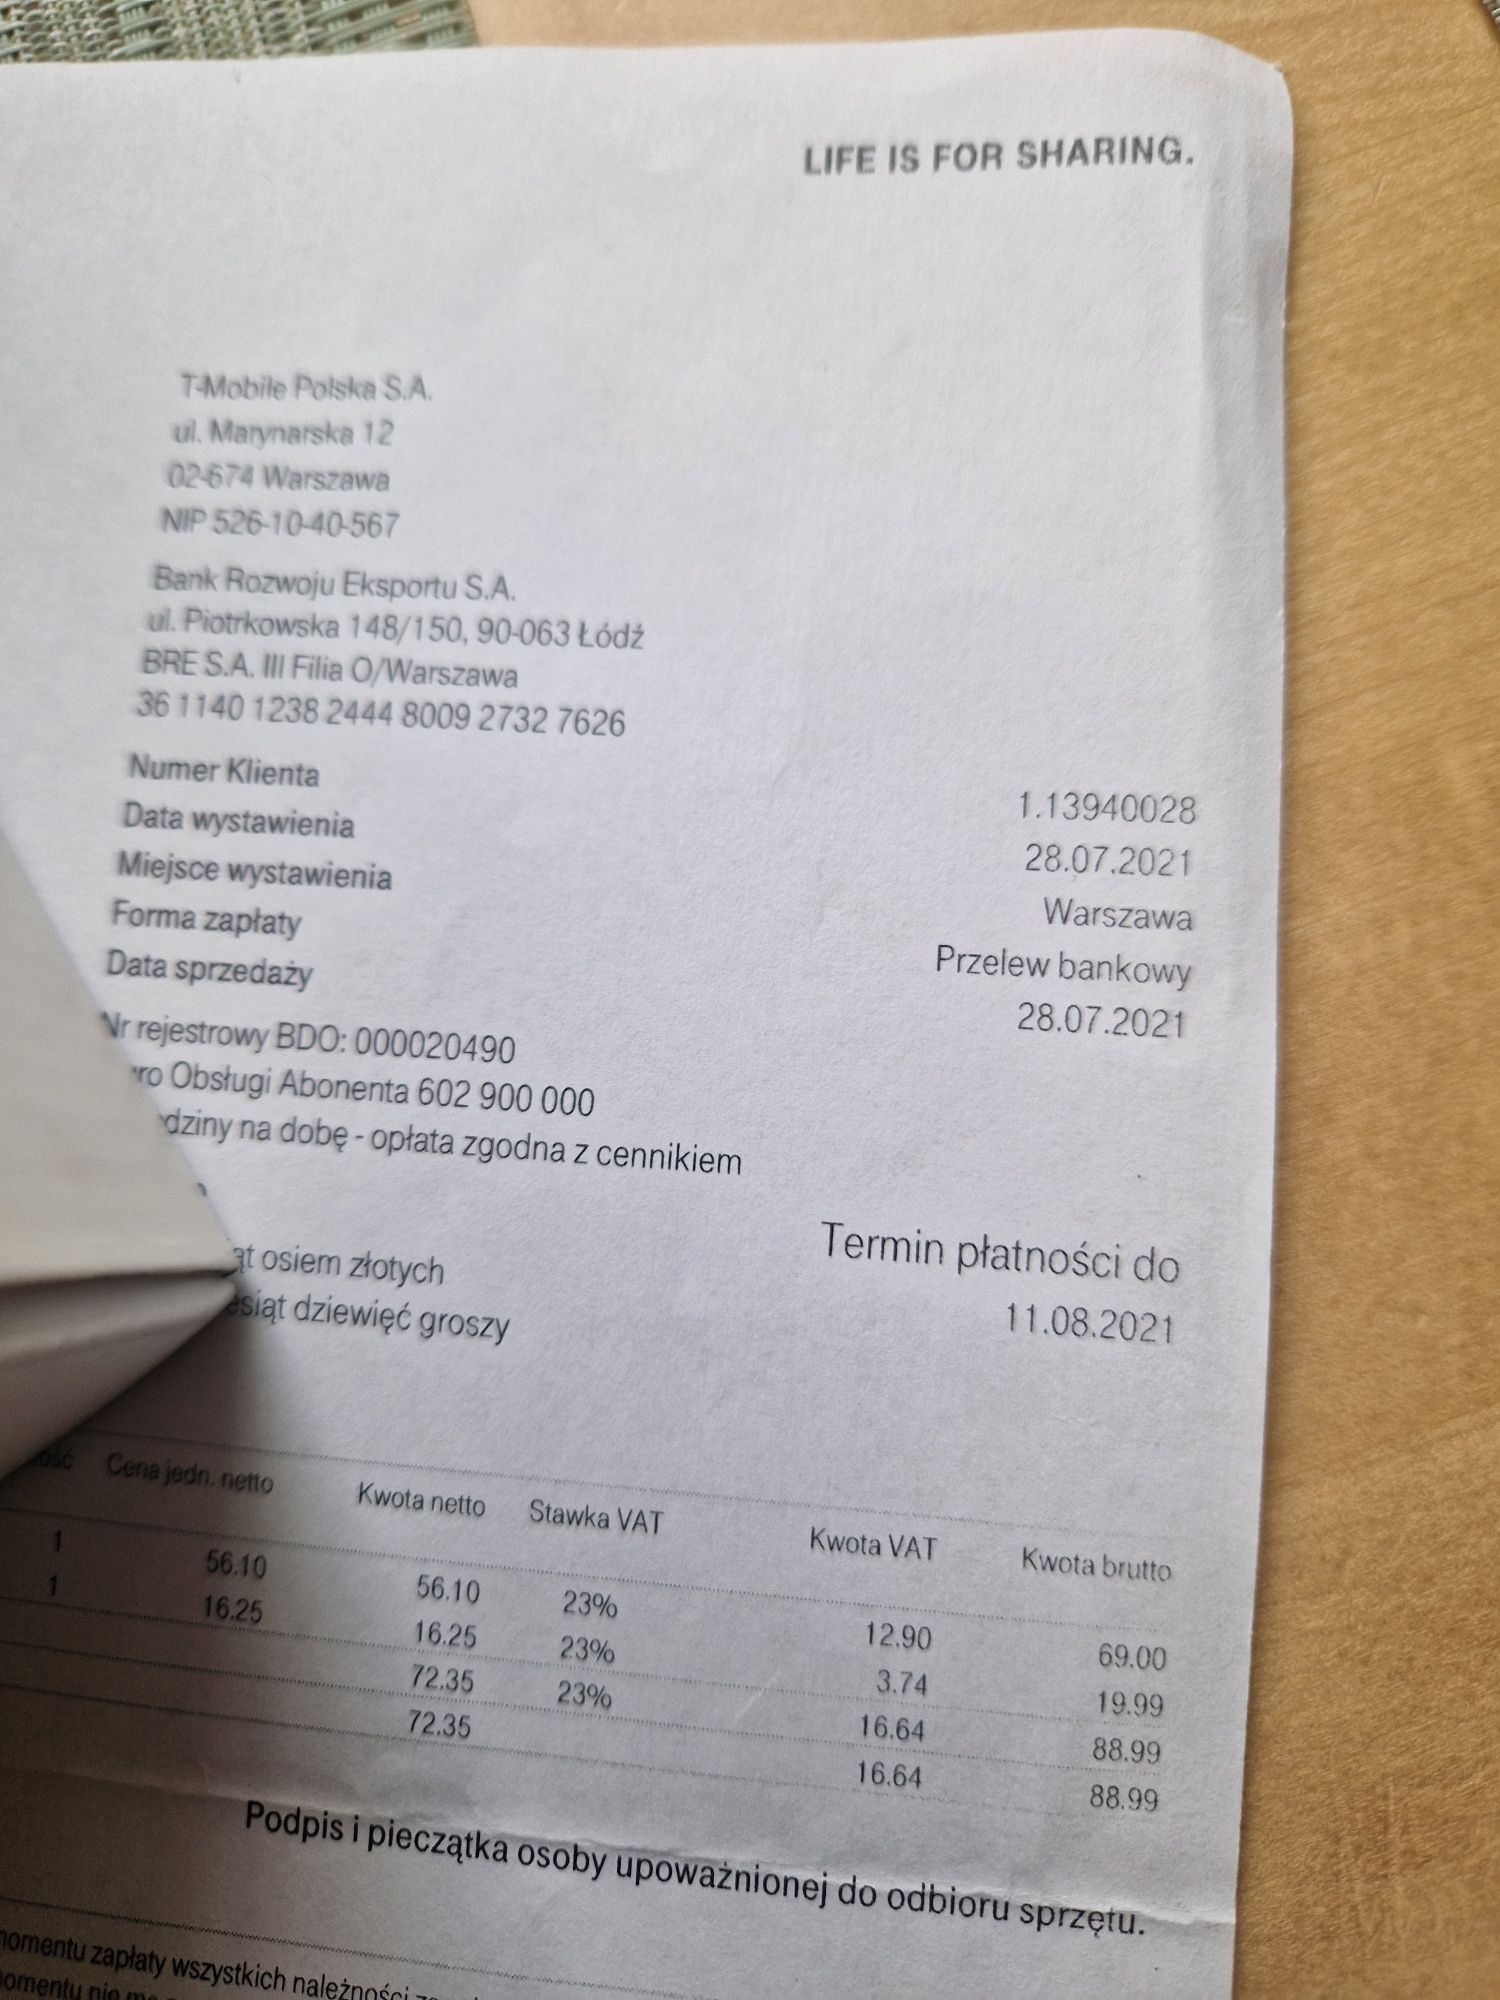 LIFE IS FOR SHARING.
T-Mobile Polska S.A.
ul. Marynarska 12
02-674 Warszawa
NIP 526-10-40-567
Bank Rozwoju Eksportu S.A.
ul. Piotrkowska 148/150, 90-063 Łódź
BRE S.A. III Filia O/Warszawa
36 1140 1238 2444 8009 2732 7626
Numer Klienta 1.13940028
Data wystawienia 28.07.2021
Miejsce wystawienia Warszawa
Forma zapłaty Przelew bankowy
Data sprzedaży 28.07.2021
Nr rejestrowy BDO: 000020490
Obsługi Abonenta 602 900 000
na dobę - opłata zgodna z cennikiem
Termin płatności do
11.08.2021
osiem złotych
dziewięć groszy
Cena jedn. netto Kwota netto Stawka VAT Kwota VAT Kwota brutto
1 56.10 56.10 23% 12.90 69.00
1 16.25 16.25 23% 3.74 19.99
72.35 23% 16.64 88.99
72.35 16.64 88.99
Podpis i pieczątka osoby upoważnionej do odbioru sprzętu.
momentu zapłaty wszystkich należności
momentu nie